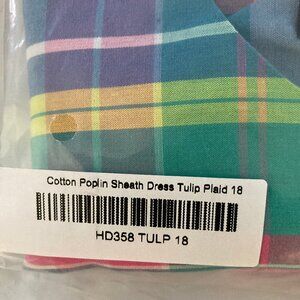 Cotton Poplin Sheath Dress Tulip Plaid 18
HD358 TULP 18